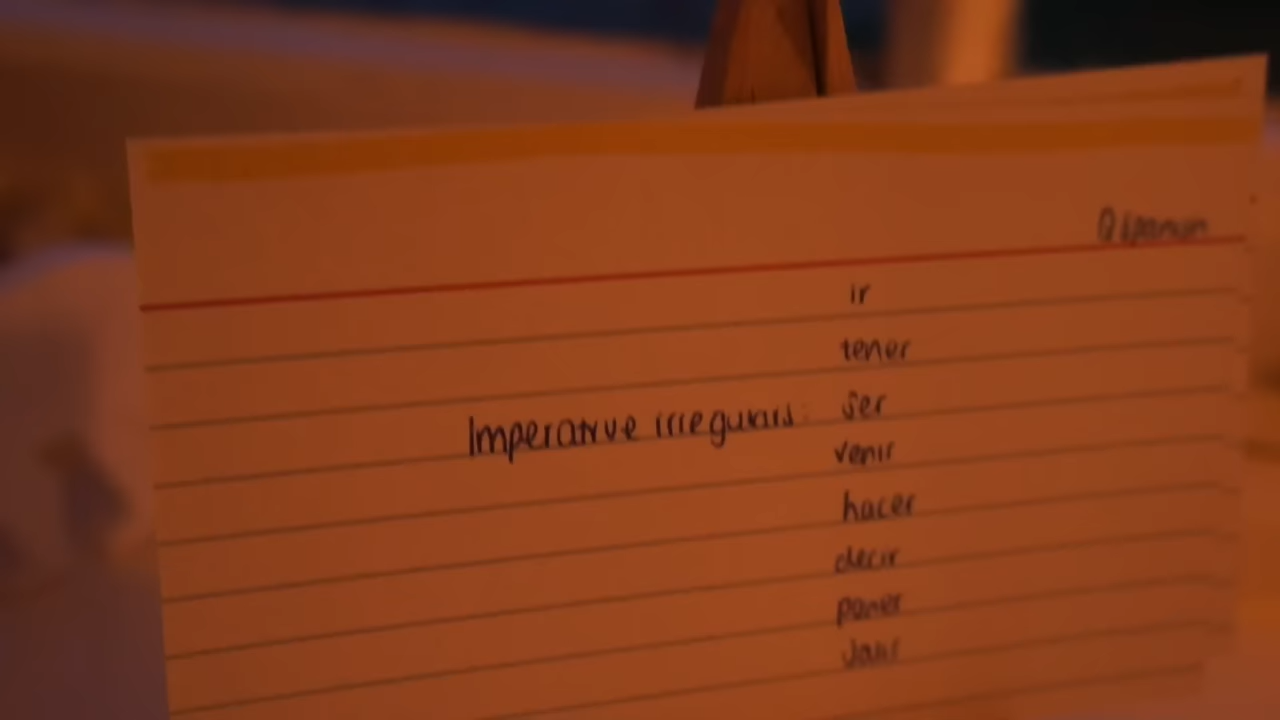 ir
tener
Imperative irregulars: ser
venir
hacer
decir
poner
salir